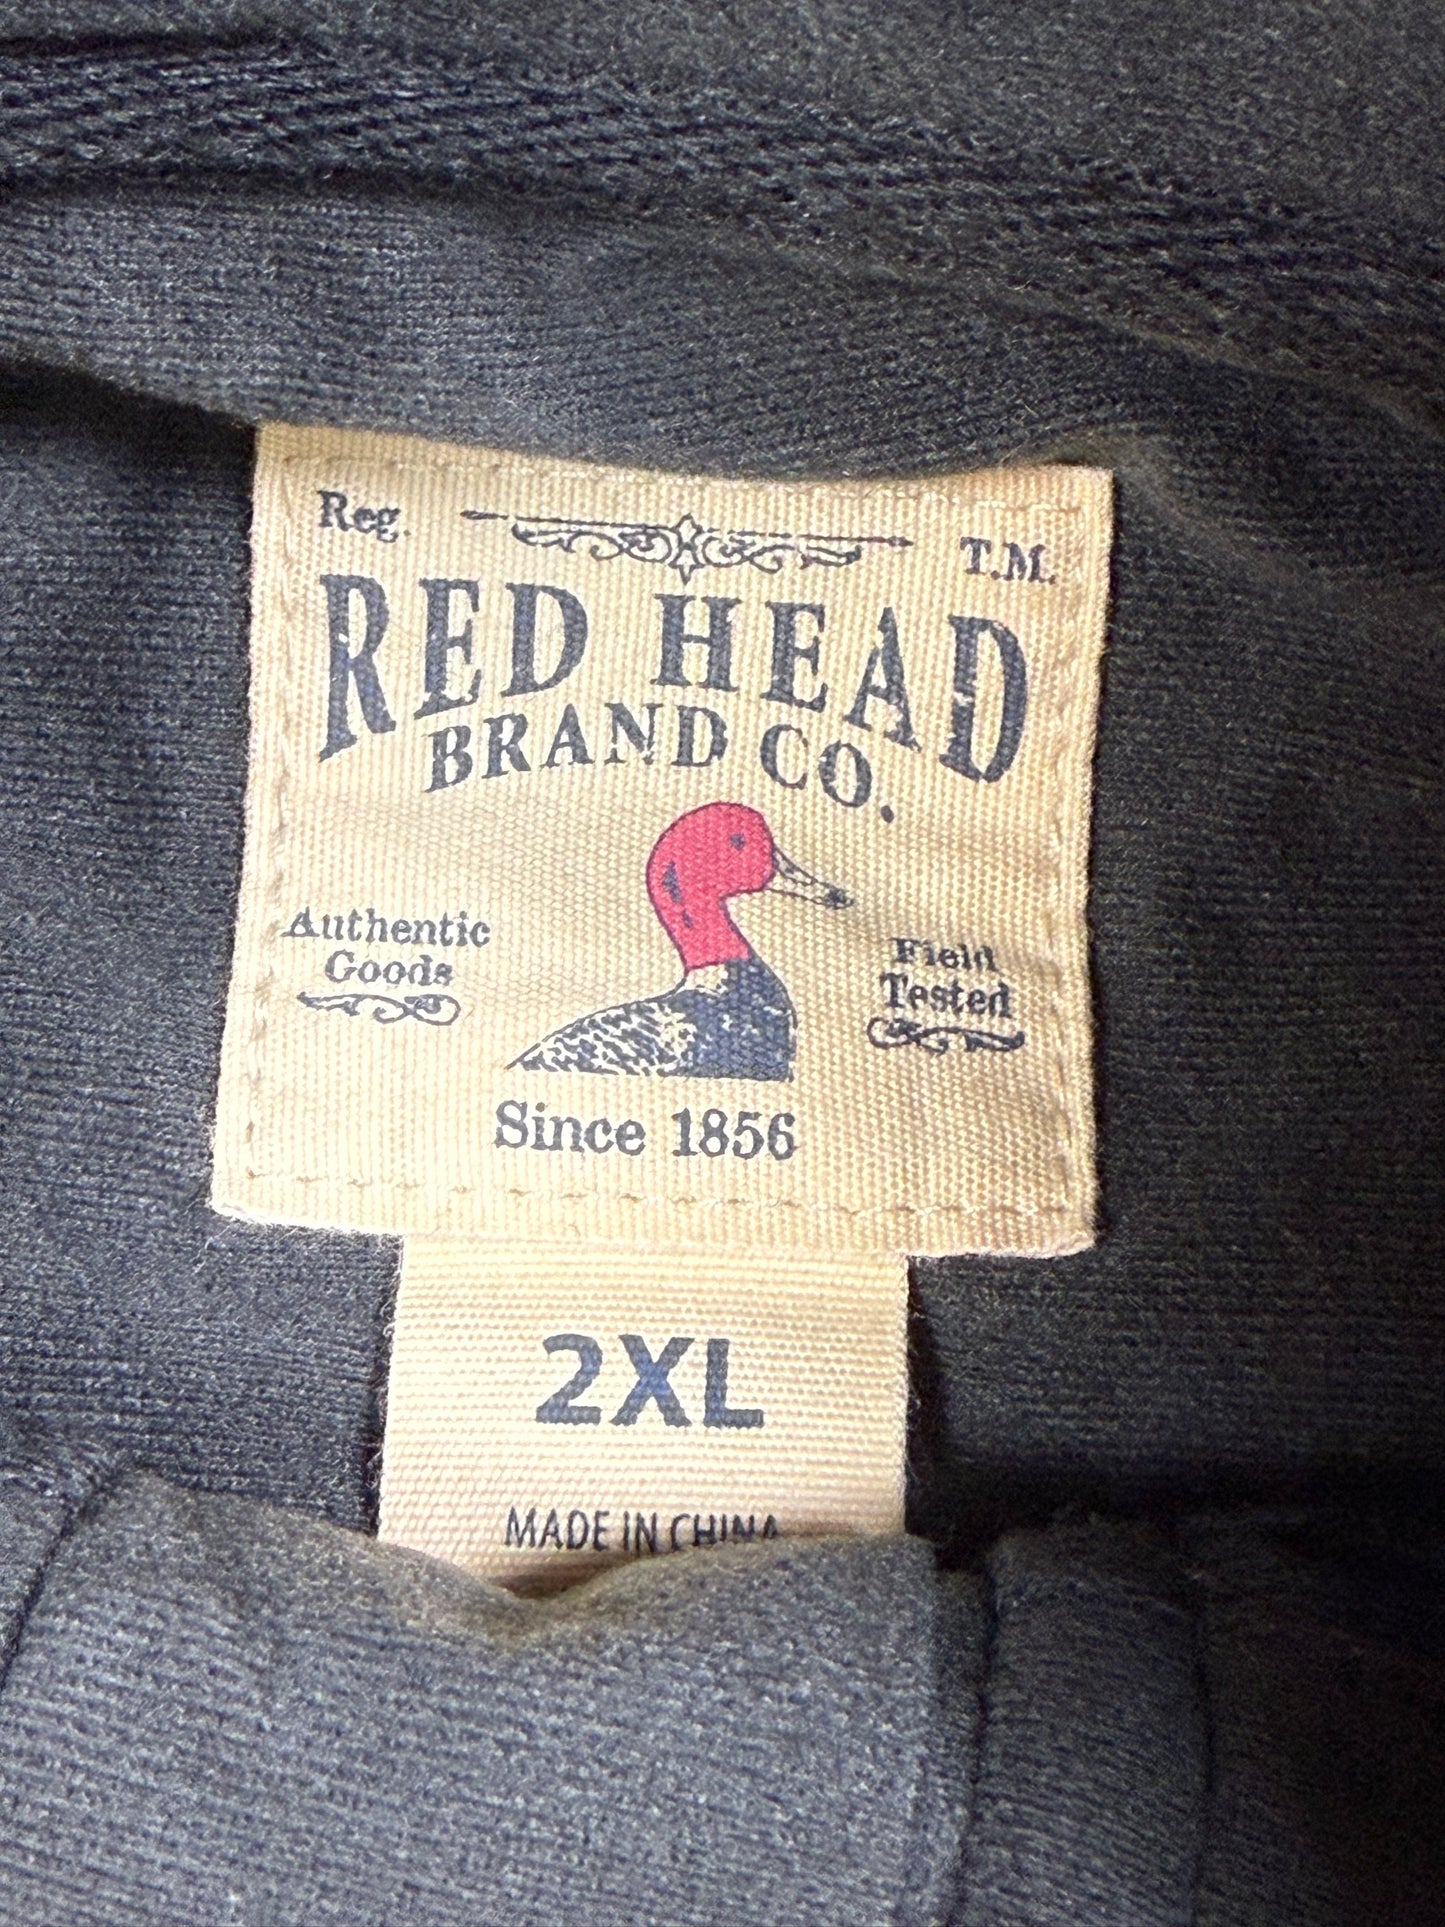 Reg. T.M.
RED HEAD
BRAND CO.
Authentic
Goods
Field
Tested
Since 1856
2XL
MADE IN CHINA